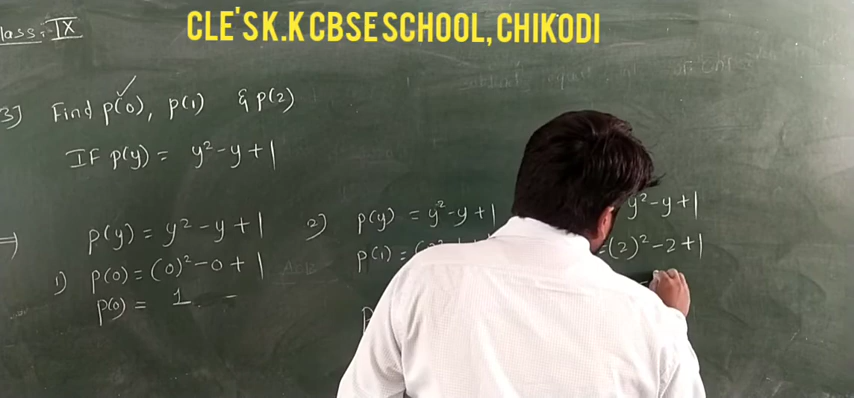 CLE'S K.K CBSE SCHOOL, CHIKODI
lass:- IX
3] Find p(0), p(1) & p(2)
IF p(y) = y² - y + 1
⇒ p(y) = y² - y + 1
1) p(0) = (0)² - 0 + 1
p(0) = 1
2) p(y) = y² - y + 1
p(1) =
y² - y + 1
= (2)² - 2 + 1